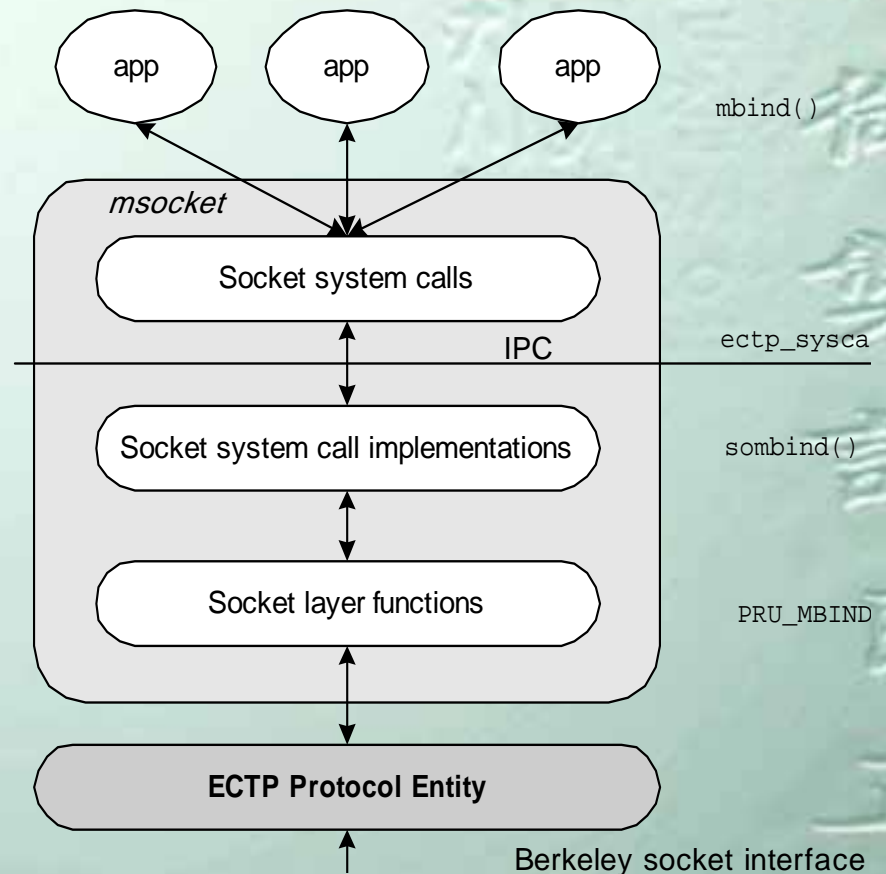 app app app
mbind()
msocket
Socket system calls
IPC
ectp_sysca
Socket system call implementations
sombind()
Socket layer functions
PRU_MBIND
ECTP Protocol Entity
Berkeley socket interface